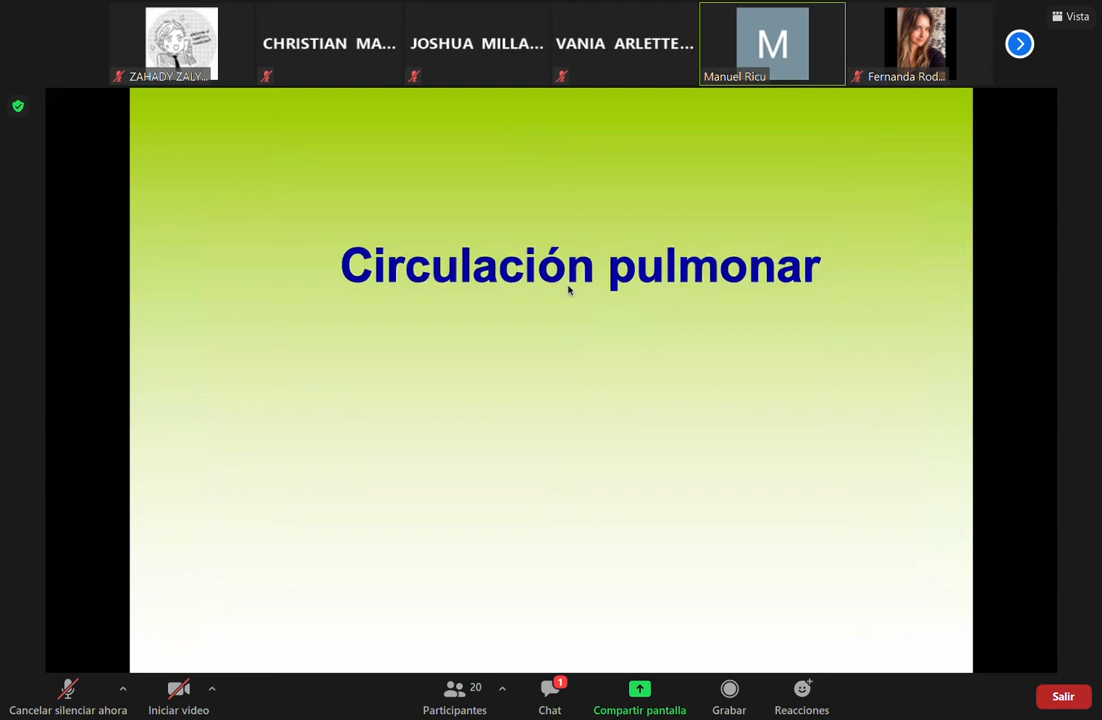 CHRISTIAN MA...
JOSHUA MILLA...
VANIA ARLETTE...
M
Vista
ZAHADY ZALY...
Manuel Ricu
Fernanda Rod...
Circulación pulmonar
20
1
Cancelar silenciar ahora
Iniciar video
Participantes
Chat
Compartir pantalla
Grabar
Reacciones
Salir